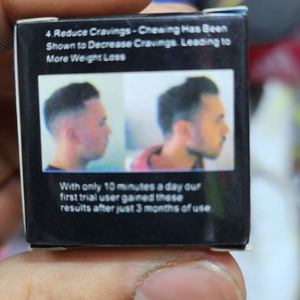 4.Reduce Cravings - Chewing Has Been
Shown to Decrease Cravings. Leading to
More Weight Loss
With only 10 minutes a day our
first trial user gained these
results after just 3 months of use.